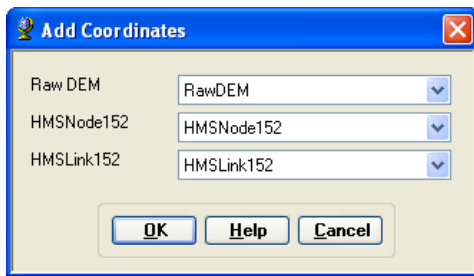 Add Coordinates
Raw DEM RawDEM
HMSNode152 HMSNode152
HMSLink152 HMSLink152
OK Help Cancel